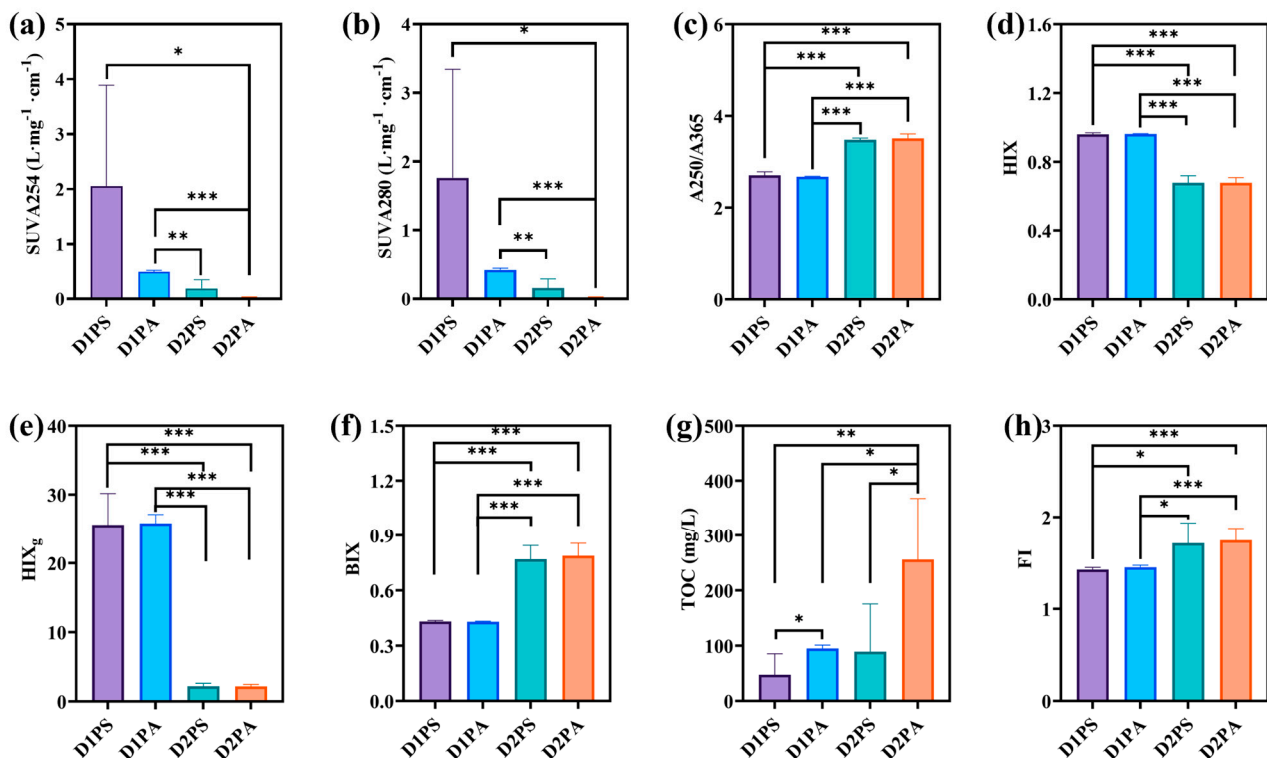 (a)
SUVA254 (L·mg⁻¹ ·cm⁻¹)
5
4
3
2
1
0
*
***
**
D1PS
D1PA
D2PS
D2PA
(b)
SUVA280 (L·mg⁻¹ ·cm⁻¹)
4
3
2
1
0
*
***
**
D1PS
D1PA
D2PS
D2PA
(c)
A250/A365
6
4
2
0
***
***
***
***
D1PS
D1PA
D2PS
D2PA
(d)
HIX
1.6
1.2
0.8
0.4
0.0
***
***
***
***
D1PS
D1PA
D2PS
D2PA
(e)
HIXg
40
30
20
10
0
***
***
***
***
D1PS
D1PA
D2PS
D2PA
(f)
BIX
1.5
1.2
0.9
0.6
0.3
0.0
***
***
***
***
D1PS
D1PA
D2PS
D2PA
(g)
TOC (mg/L)
500
400
300
200
100
0
**
*
*
*
D1PS
D1PA
D2PS
D2PA
(h)
FI
3
2
1
0
***
*
***
*
D1PS
D1PA
D2PS
D2PA